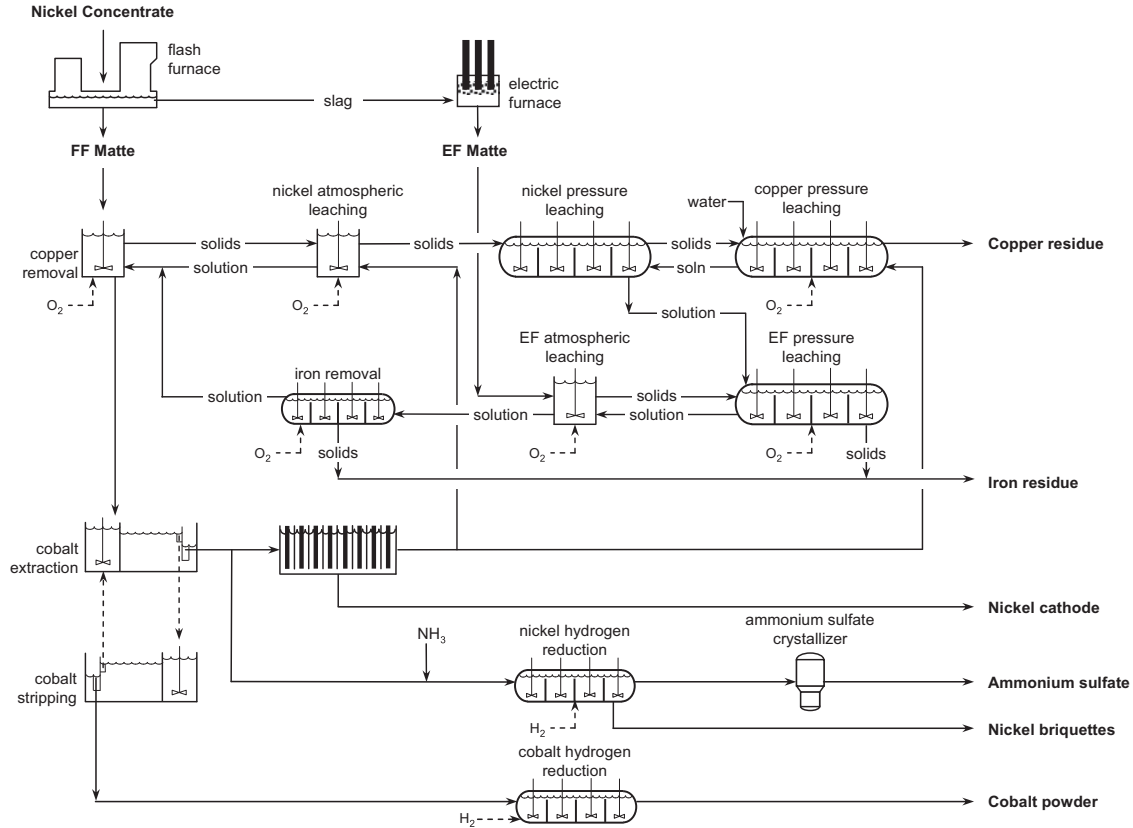 Nickel Concentrate
flash
furnace
slag
electric
furnace
FF Matte
EF Matte
nickel atmospheric
leaching
nickel pressure
leaching
copper pressure
leaching
water
copper
removal
solids
solids
solids
Copper residue
solution
soln
O2
O2
O2
solution
EF atmospheric
leaching
EF pressure
leaching
iron removal
solution
solids
solution
solution
O2
solids
O2
O2
solids
Iron residue
cobalt
extraction
Nickel cathode
NH3
nickel hydrogen
reduction
ammonium sulfate
crystallizer
cobalt
stripping
Ammonium sulfate
H2
Nickel briquettes
cobalt hydrogen
reduction
Cobalt powder
H2